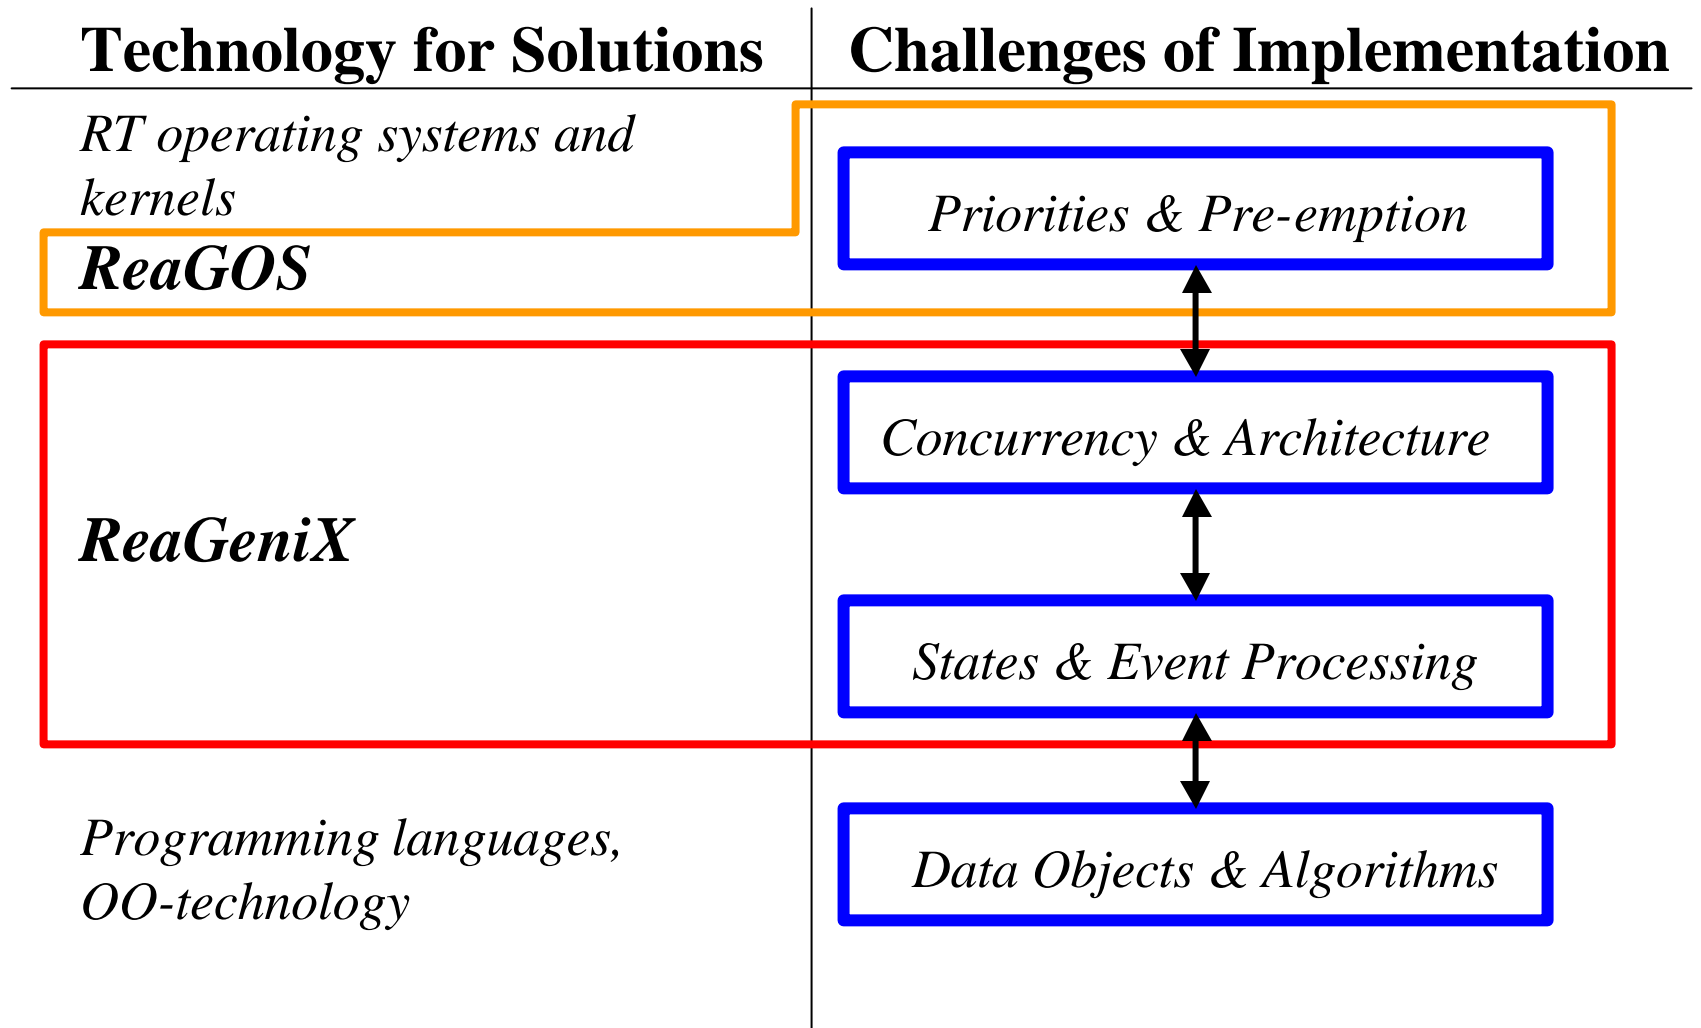 Technology for Solutions
Challenges of Implementation
RT operating systems and
kernels
ReaGOS
Priorities & Pre-emption
ReaGeniX
Concurrency & Architecture
States & Event Processing
Programming languages,
OO-technology
Data Objects & Algorithms